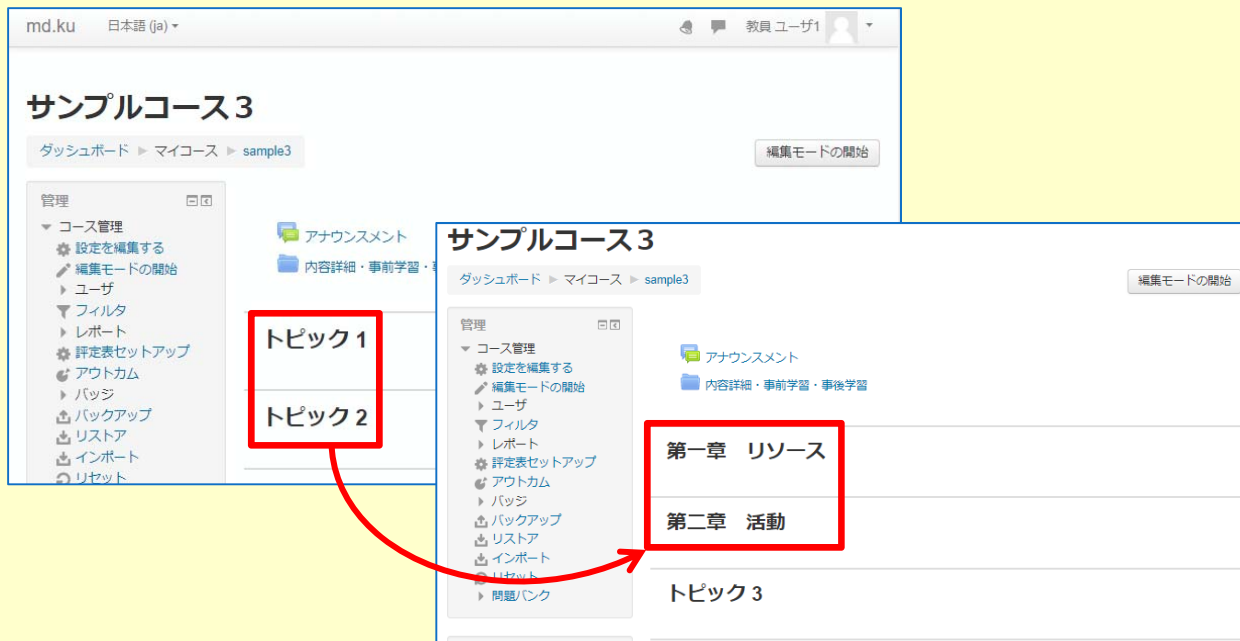 md.ku 日本語 (ja) 教員 ユーザ1
サンプルコース３
ダッシュボード ▶ マイコース ▶ sample3
編集モードの開始
管理
コース管理
設定を編集する
編集モードの開始
ユーザ
フィルタ
レポート
評定表セットアップ
アウトカム
バッジ
バックアップ
リストア
インポート
リセット
アナウンスメント
内容詳細・事前学習・
トピック 1
トピック 2
サンプルコース３
ダッシュボード ▶ マイコース ▶ sample3
編集モードの開始
管理
コース管理
設定を編集する
編集モードの開始
ユーザ
フィルタ
レポート
評定表セットアップ
アウトカム
バッジ
バックアップ
リストア
インポート
リセット
問題バンク
アナウンスメント
内容詳細・事前学習・事後学習
第一章　リソース
第二章　活動
トピック 3